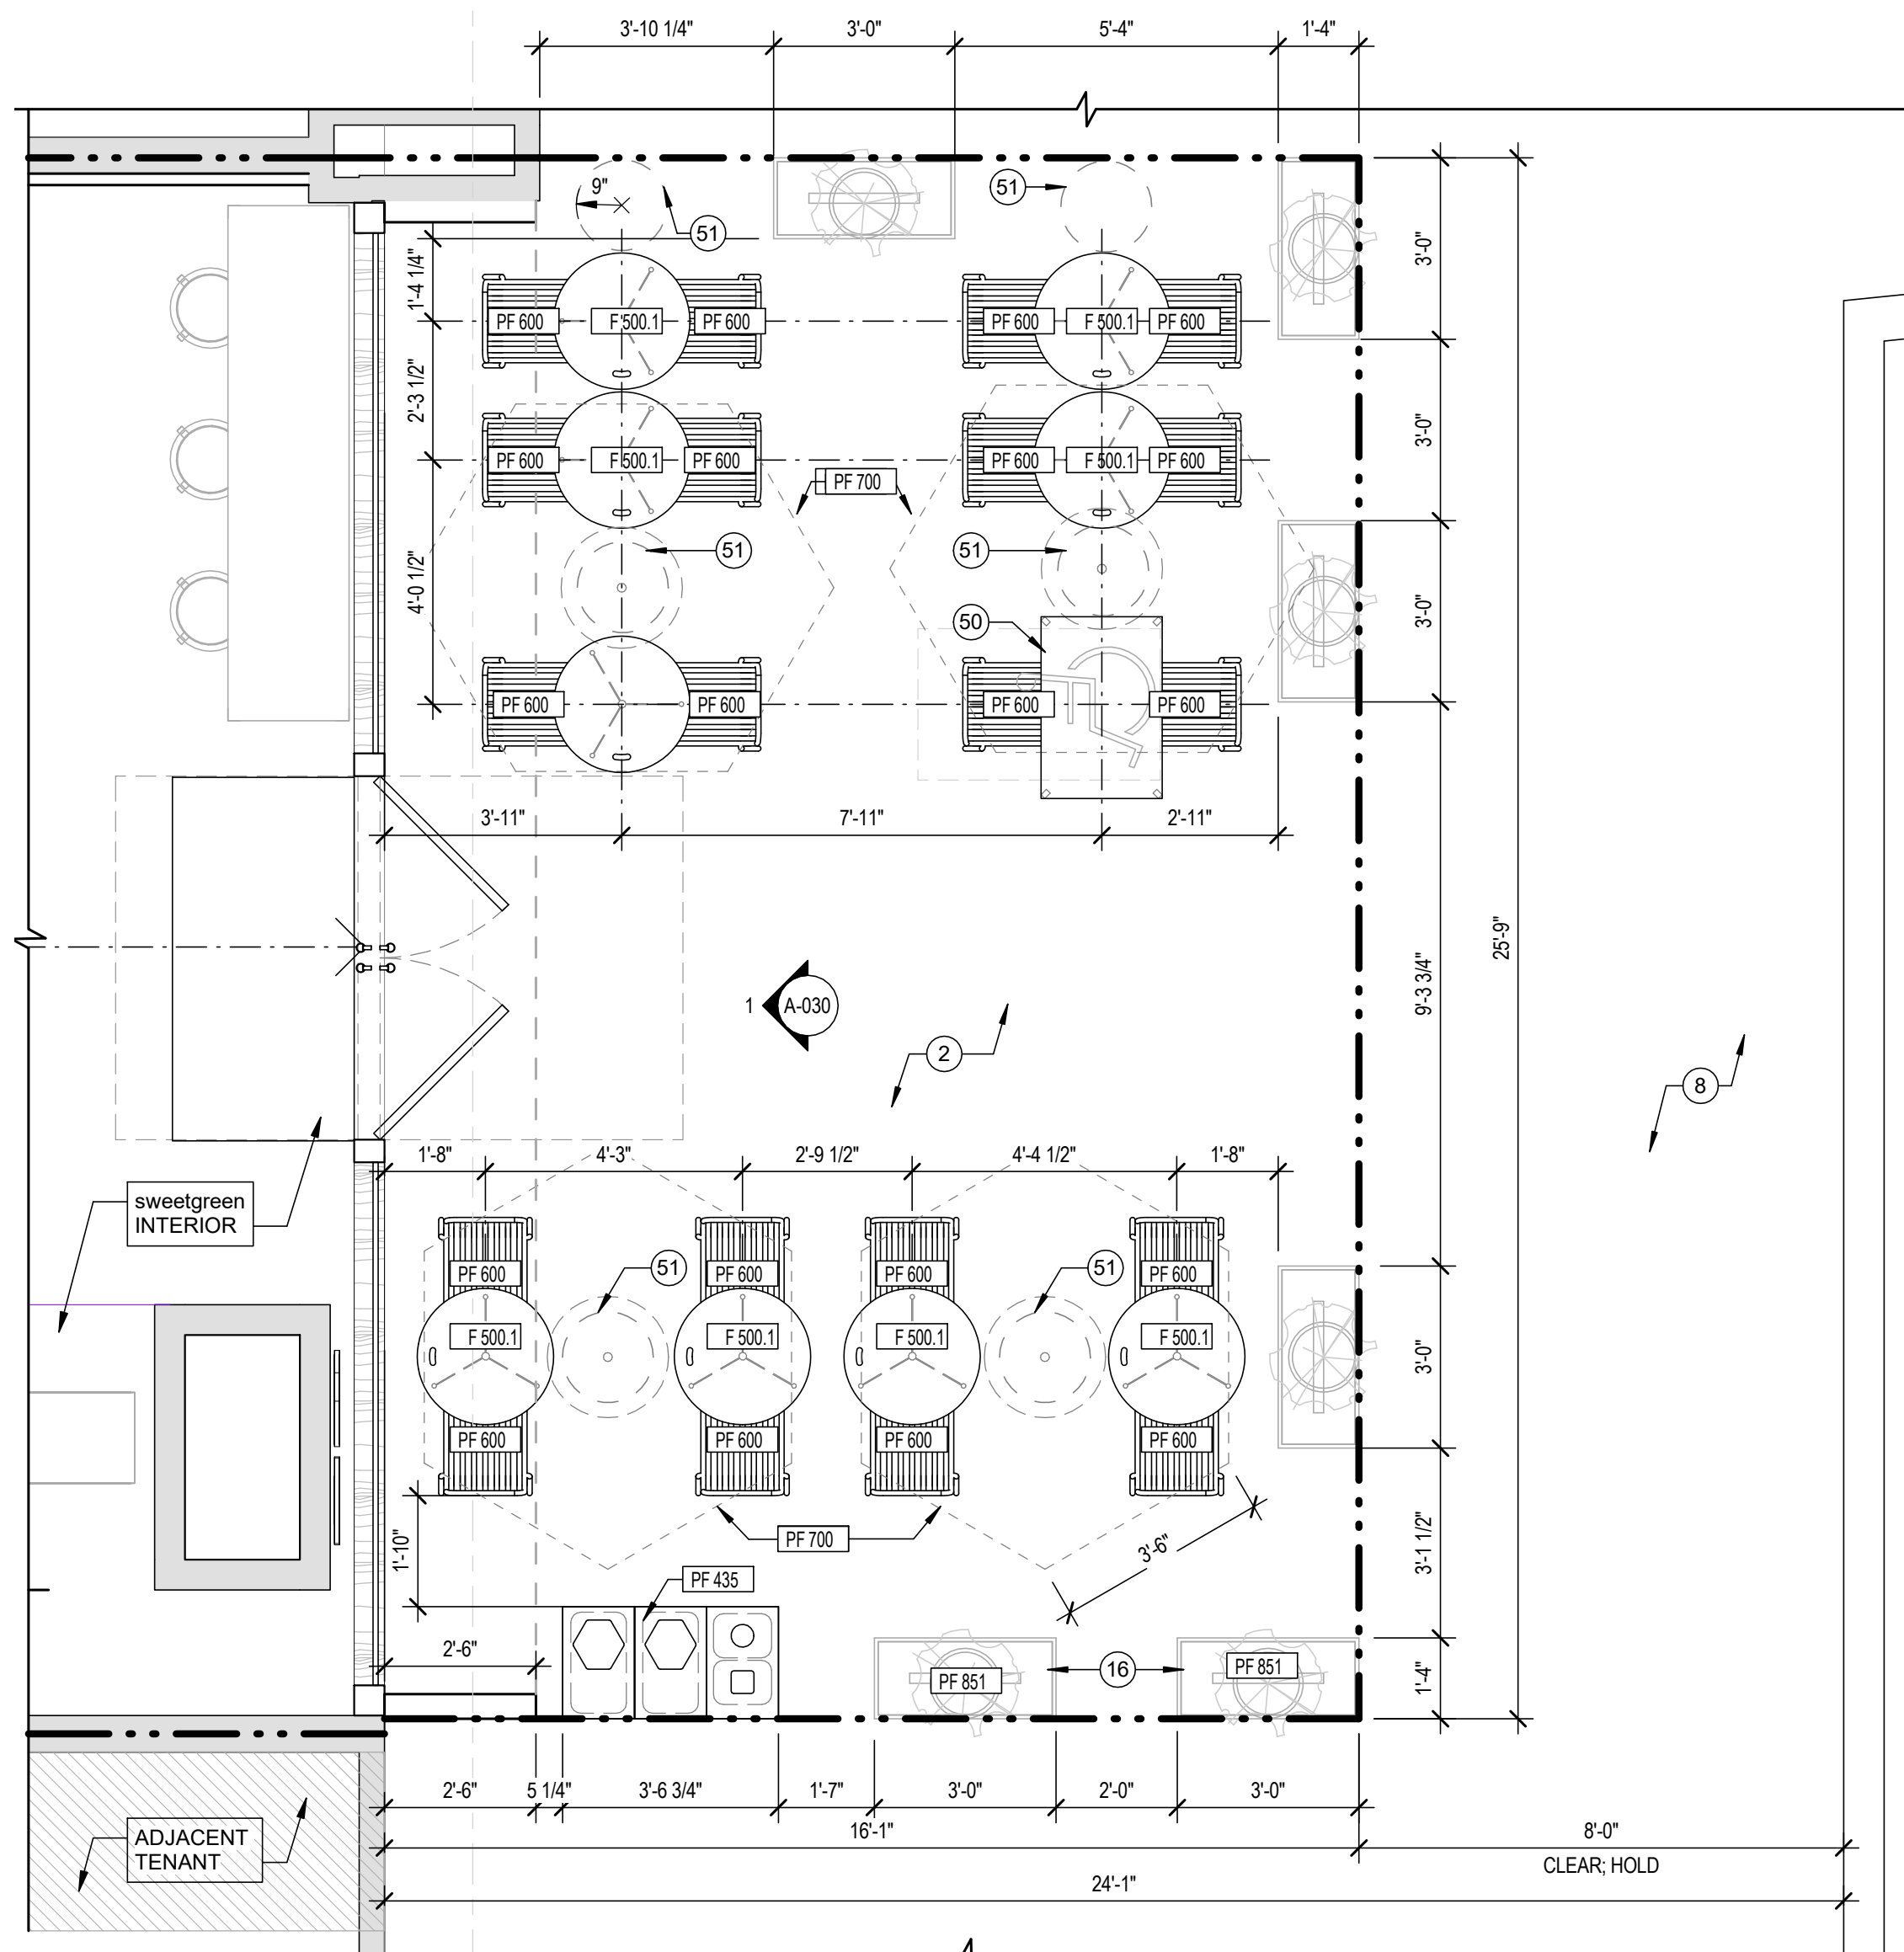 3'-10 1/4" 3'-0" 5'-4" 1'-4"
9" 51 51
1'-4 1/4" 3'-0"
PF 600 F 500.1 PF 600 PF 600 F 500.1 PF 600
2'-3 1/2" 3'-0"
PF 600 F 500.1 PF 600 PF 600 F 500.1 PF 600
PF 700
51 51
4'-0 1/2" 3'-0"
50
PF 600 PF 600 PF 600 PF 600
3'-11" 7'-11" 2'-11"
25'-9"
9'-3 3/4"
1 A-030
2
8
1'-8" 4'-3" 2'-9 1/2" 4'-4 1/2" 1'-8"
sweetgreen
INTERIOR
51 51
PF 600 PF 600 PF 600 PF 600
F 500.1 F 500.1 F 500.1 F 500.1
3'-0"
PF 600 PF 600 PF 600 PF 600
1'-10" PF 700 3'-6" 3'-1 1/2"
PF 435
2'-6" 16 1'-4"
PF 851 PF 851
2'-6" 5 1/4" 3'-6 3/4" 1'-7" 3'-0" 2'-0" 3'-0"
16'-1" 8'-0"
ADJACENT
TENANT
CLEAR; HOLD
24'-1"